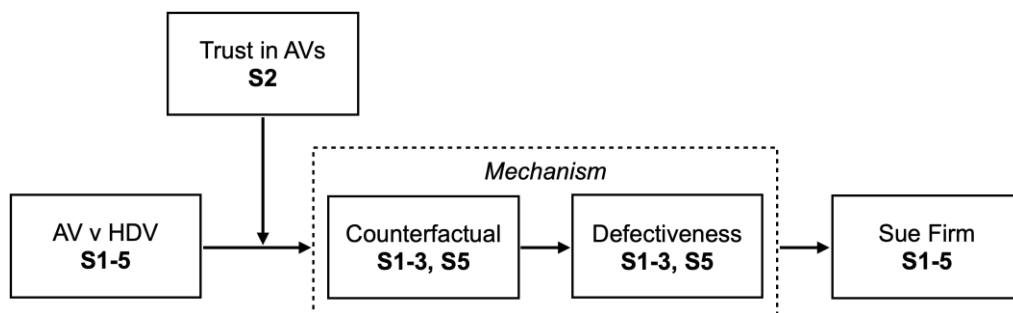 Trust in AVs
S2
Mechanism
AV v HDV
S1-5
Counterfactual
S1-3, S5
Defectiveness
S1-3, S5
Sue Firm
S1-5